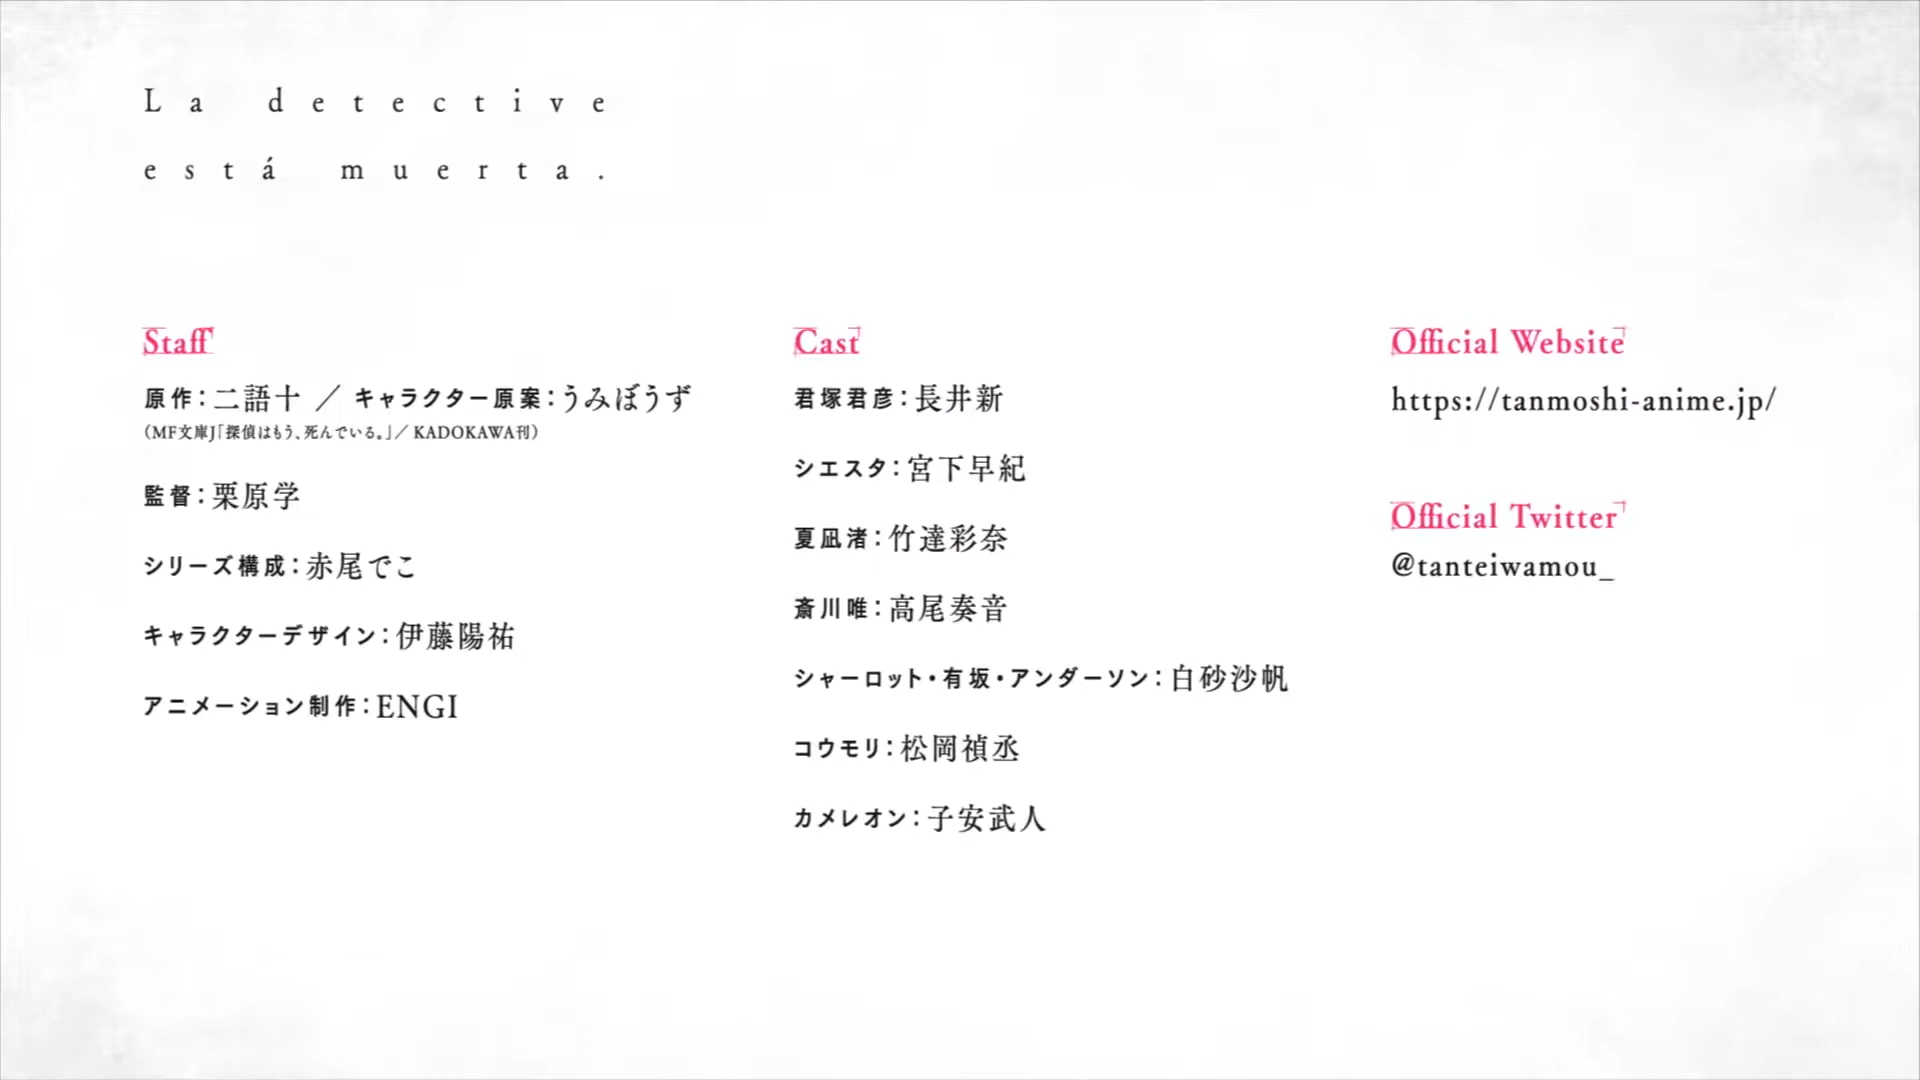 La detective
está muerta.
Staff
原作：二語十 ／ キャラクター原案：うみぼうず
（MF文庫J「探偵はもう、死んでいる。」／KADOKAWA刊）
監督：栗原学
シリーズ構成：赤尾でこ
キャラクターデザイン：伊藤陽祐
アニメーション制作：ENGI
Cast
君塚君彦：長井新
シエスタ：宮下早紀
夏凪渚：竹達彩奈
斎川唯：高尾奏音
シャーロット・有坂・アンダーソン：白砂沙帆
コウモリ：松岡禎丞
カメレオン：子安武人
Official Website
https://tanmoshi-anime.jp/
Official Twitter
@tanteiwamou_